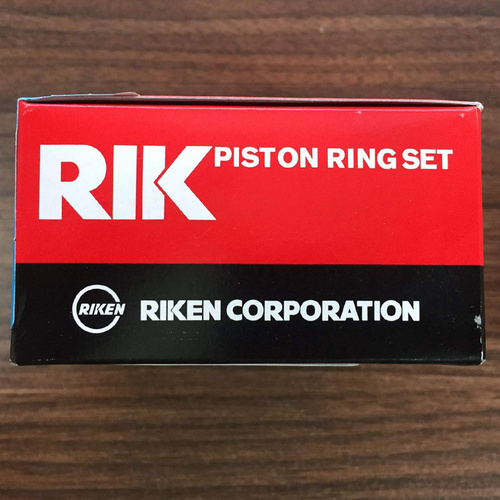 RIK PISTON RING SET
RIKEN RIKEN CORPORATION